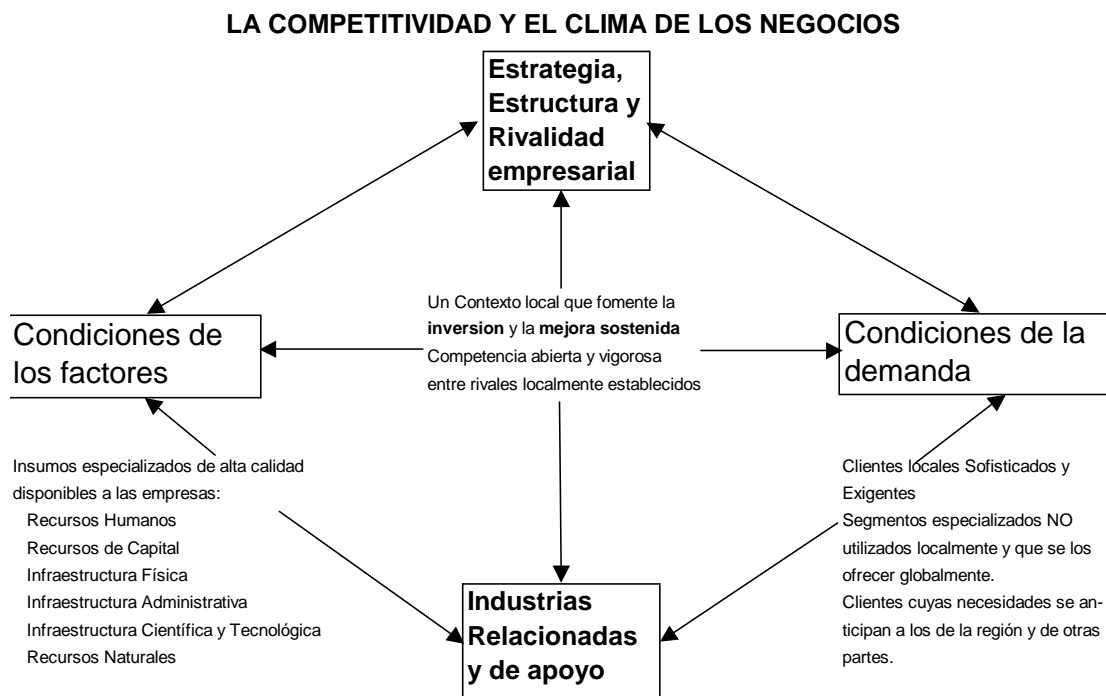 LA COMPETITIVIDAD Y EL CLIMA DE LOS NEGOCIOS
Estrategia,
Estructura y
Rivalidad
empresarial
Un Contexto local que fomente la
inversion y la mejora sostenida
Competencia abierta y vigorosa
entre rivales localmente establecidos
Condiciones de
los factores
Condiciones de la
demanda
Insumos especializados de alta calidad
disponibles a las empresas:
Recursos Humanos
Recursos de Capital
Infraestructura Física
Infraestructura Administrativa
Infraestructura Científica y Tecnológica
Recursos Naturales
Clientes locales Sofisticados y
Exigentes
Segmentos especializados NO
utilizados localmente y que se los
ofrecer globalmente.
Clientes cuyas necesidades se an-
ticipan a los de la región y de otras
partes.
Industrias
Relacionadas
y de apoyo